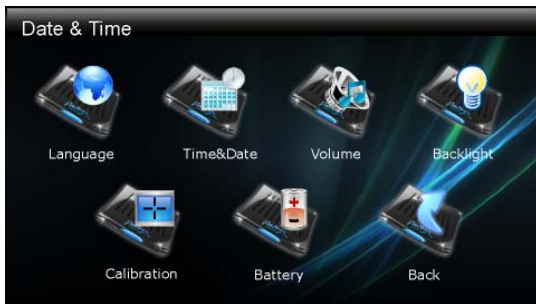 Date & Time
Language
Time&Date
Volume
Backlight
Calibration
Battery
Back